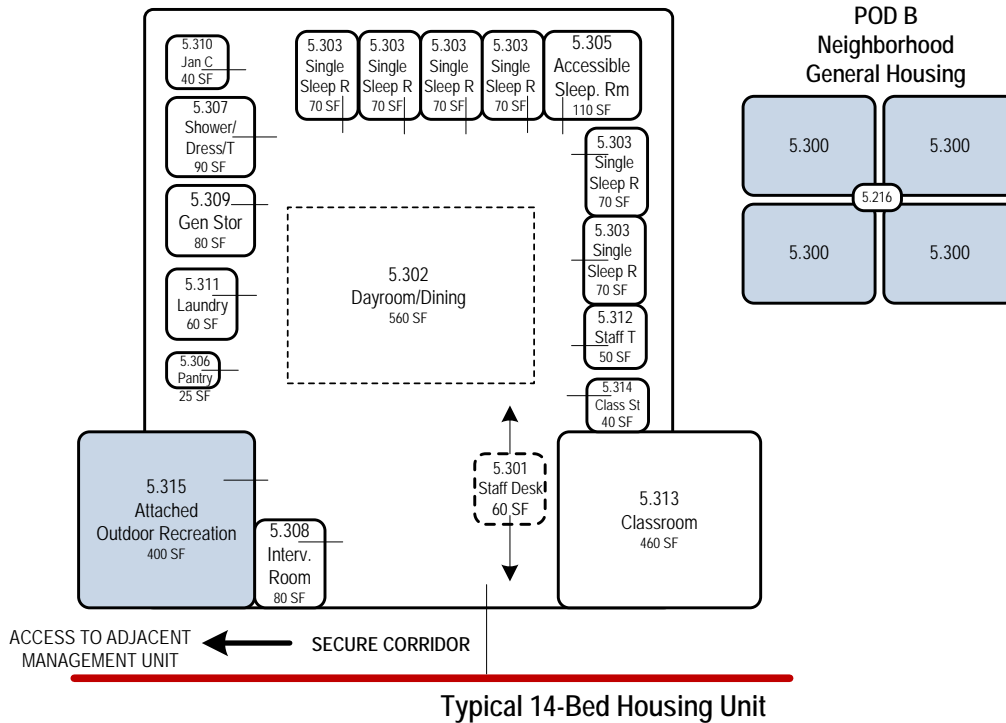 5.310
Jan C
40 SF
5.303
Single
Sleep R
70 SF
5.303
Single
Sleep R
70 SF
5.303
Single
Sleep R
70 SF
5.303
Single
Sleep R
70 SF
5.305
Accessible
Sleep. Rm
110 SF
POD B
Neighborhood
General Housing
5.300
5.300
5.216
5.300
5.300
5.307
Shower/
Dress/T
90 SF
5.303
Single
Sleep R
70 SF
5.309
Gen Stor
80 SF
5.302
Dayroom/Dining
560 SF
5.303
Single
Sleep R
70 SF
5.311
Laundry
60 SF
5.312
Staff T
50 SF
5.306
Pantry
25 SF
5.314
Class St
40 SF
5.315
Attached
Outdoor Recreation
400 SF
5.301
Staff Desk
60 SF
5.313
Classroom
460 SF
5.308
Interv.
Room
80 SF
ACCESS TO ADJACENT
MANAGEMENT UNIT
SECURE CORRIDOR
Typical 14-Bed Housing Unit